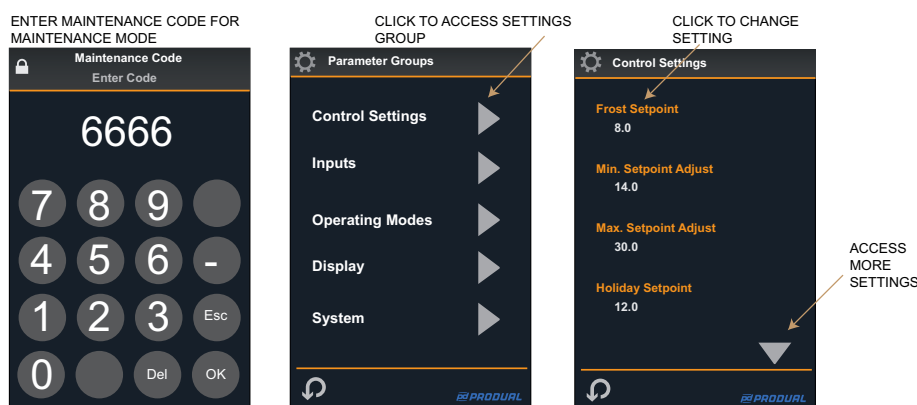 ENTER MAINTENANCE CODE FOR
MAINTENANCE MODE
Maintenance Code
Enter Code
6666
7 8 9
4 5 6 -
1 2 3 Esc
0 Del OK
CLICK TO ACCESS SETTINGS
GROUP
Parameter Groups
Control Settings
Inputs
Operating Modes
Display
System
PRODUAL
CLICK TO CHANGE
SETTING
Control Settings
Frost Setpoint
8.0
Min. Setpoint Adjust
14.0
Max. Setpoint Adjust
30.0
Holiday Setpoint
12.0
ACCESS
MORE
SETTINGS
PRODUAL